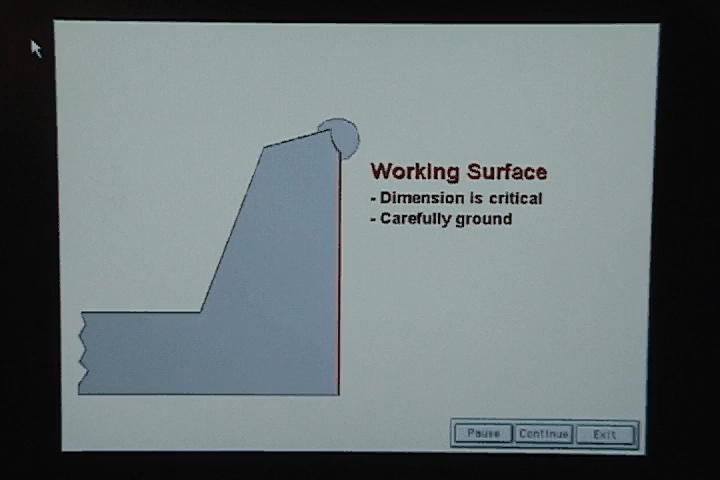 Working Surface
- Dimension is critical
- Carefully ground
Pause Continue Exit